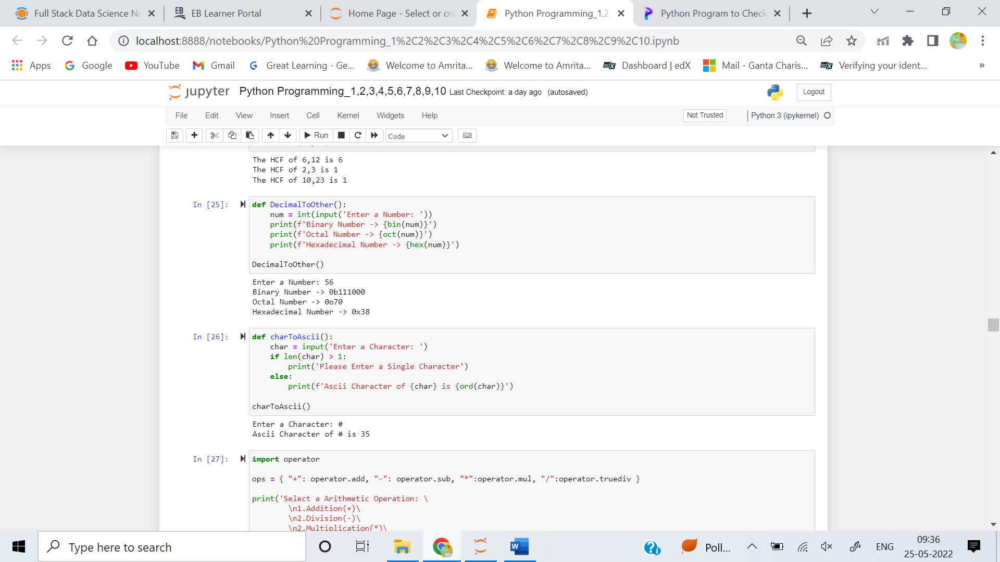 Full Stack Data Science No
EB Learner Portal
Home Page - Select or cre
Python Programming_1,2,
Python Program to Check
localhost:8888/notebooks/Python%20Programming_1%2C2%2C3%2C4%2C5%2C6%2C7%2C8%2C9%2C10.ipynb
Apps
Google
YouTube
Gmail
Great Learning - Ge...
Welcome to Amrita...
Welcome to Amrita...
Dashboard | edX
Mail - Ganta Charis...
Verifying your ident...
»
jupyter Python Programming_1,2,3,4,5,6,7,8,9,10 Last Checkpoint: a day ago (autosaved)
Logout
File Edit View Insert Cell Kernel Widgets Help
Not Trusted
Python 3 (ipykernel)
Run
Code
The HCF of 6,12 is 6
The HCF of 2,3 is 1
The HCF of 10,23 is 1
In [25]:
def DecimalToOther():
    num = int(input('Enter a Number: '))
    print(f'Binary Number -> {bin(num)}')
    print(f'Octal Number -> {oct(num)}')
    print(f'Hexadecimal Number -> {hex(num)}')
DecimalToOther()
Enter a Number: 56
Binary Number -> 0b111000
Octal Number -> 0o70
Hexadecimal Number -> 0x38
In [26]:
def charToAscii():
    char = input('Enter a Character: ')
    if len(char) > 1:
        print('Please Enter a Single Character')
    else:
        print(f'Ascii Character of {char} is {ord(char)}')
charToAscii()
Enter a Character: #
Ascii Character of # is 35
In [27]:
import operator
ops = { "+": operator.add, "-": operator.sub, "*":operator.mul, "/":operator.truediv }
print('Select a Arithmetic Operation: \
        \n1.Addition(+)\
        \n2.Division(-)\
        \n2.Multiplication(*)\
Type here to search
Poll...
ENG
09:36
25-05-2022